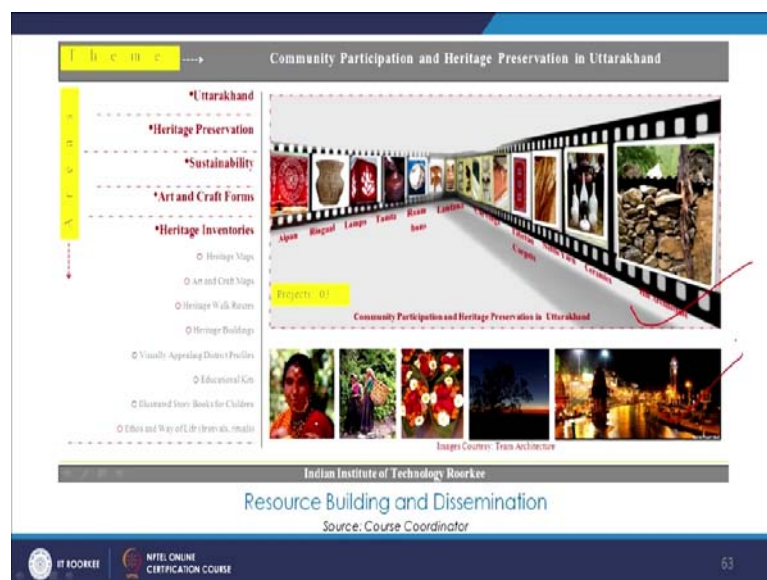 Theme
Community Participation and Heritage Preservation in Uttarakhand
Areas
•Uttarakhand
•Heritage Preservation
•Sustainability
•Art and Craft Forms
•Heritage Inventories
Heritage Maps
Art and Craft Maps
Heritage Walk Routes
Heritage Buildings
Visually Appealing District Profiles
Educational Kits
Illustrated Story Books for Children
Ethos and Way of Life (festivals, rituals)
Aipan
Ringaal
Lamps
Tamta
Lantana
Tibetan
Carpets
Ceramics
Projects: 03
Community Participation and Heritage Preservation in Uttarakhand
Images Courtesy: Team Architecture
Indian Institute of Technology Roorkee
Resource Building and Dissemination
Source: Course Coordinator
IIT ROORKEE
NPTEL ONLINE
CERTIFICATION COURSE
63